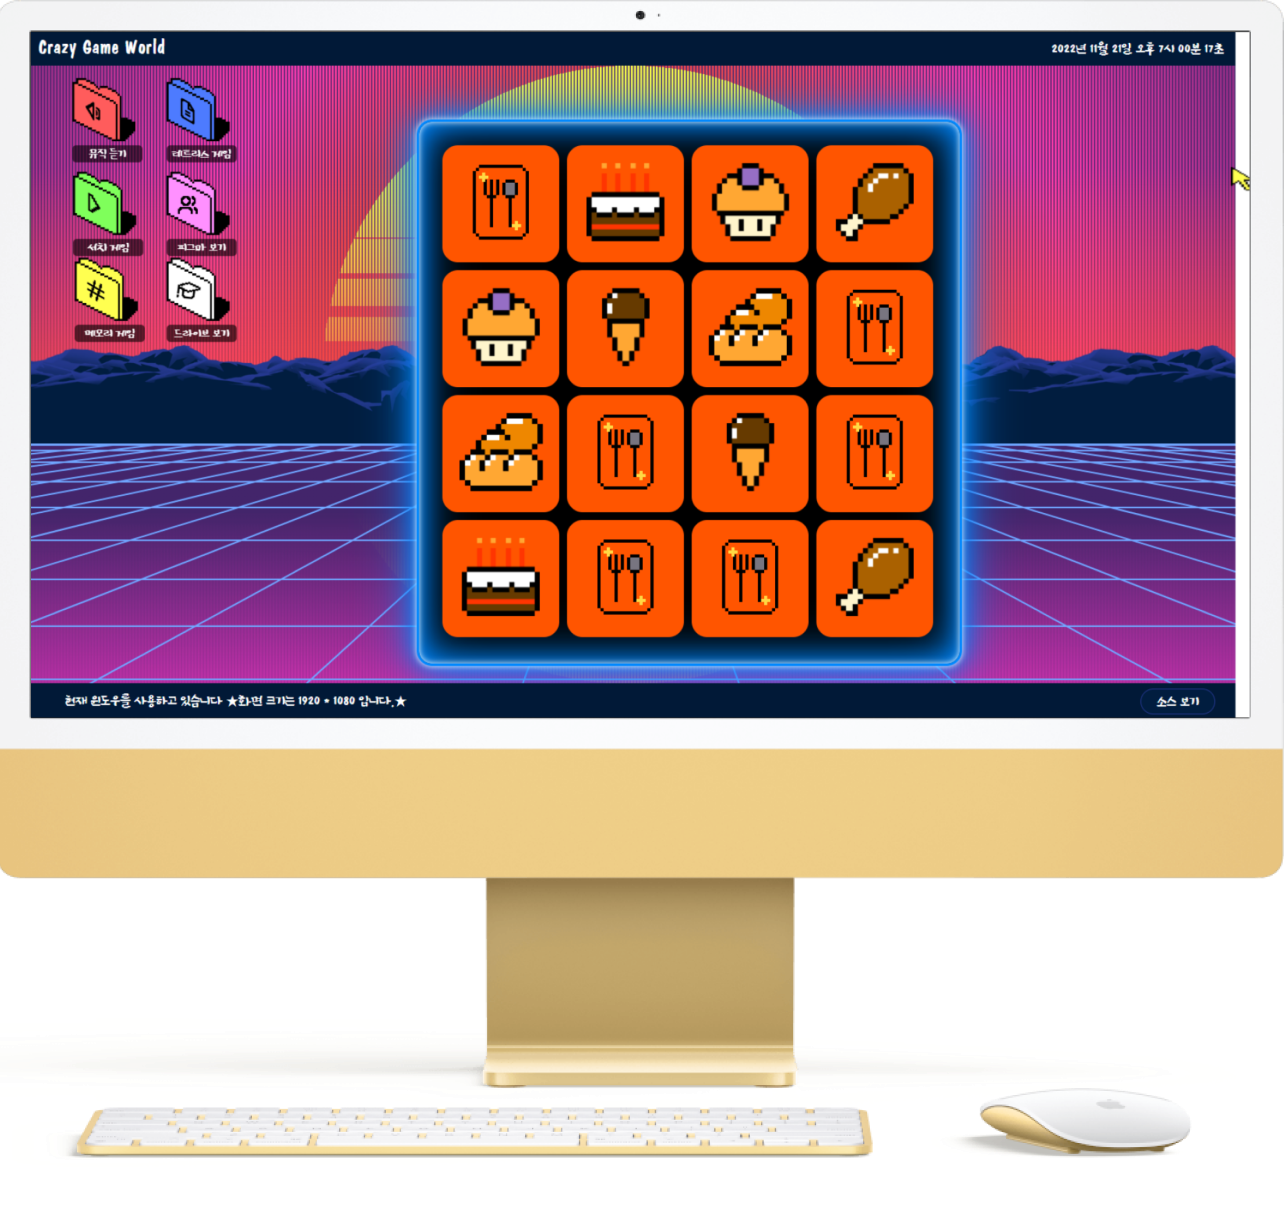 Crazy Game World
2022년 11월 21일 오후 7시 00분 17초
뮤직 듣기
테트리스 게임
서치 게임
피그마 보기
메모리 게임
드라이브 보기
현재 윈도우를 사용하고 있습니다 ★화면 크기는 1920 * 1080 입니다.★
소스 보기